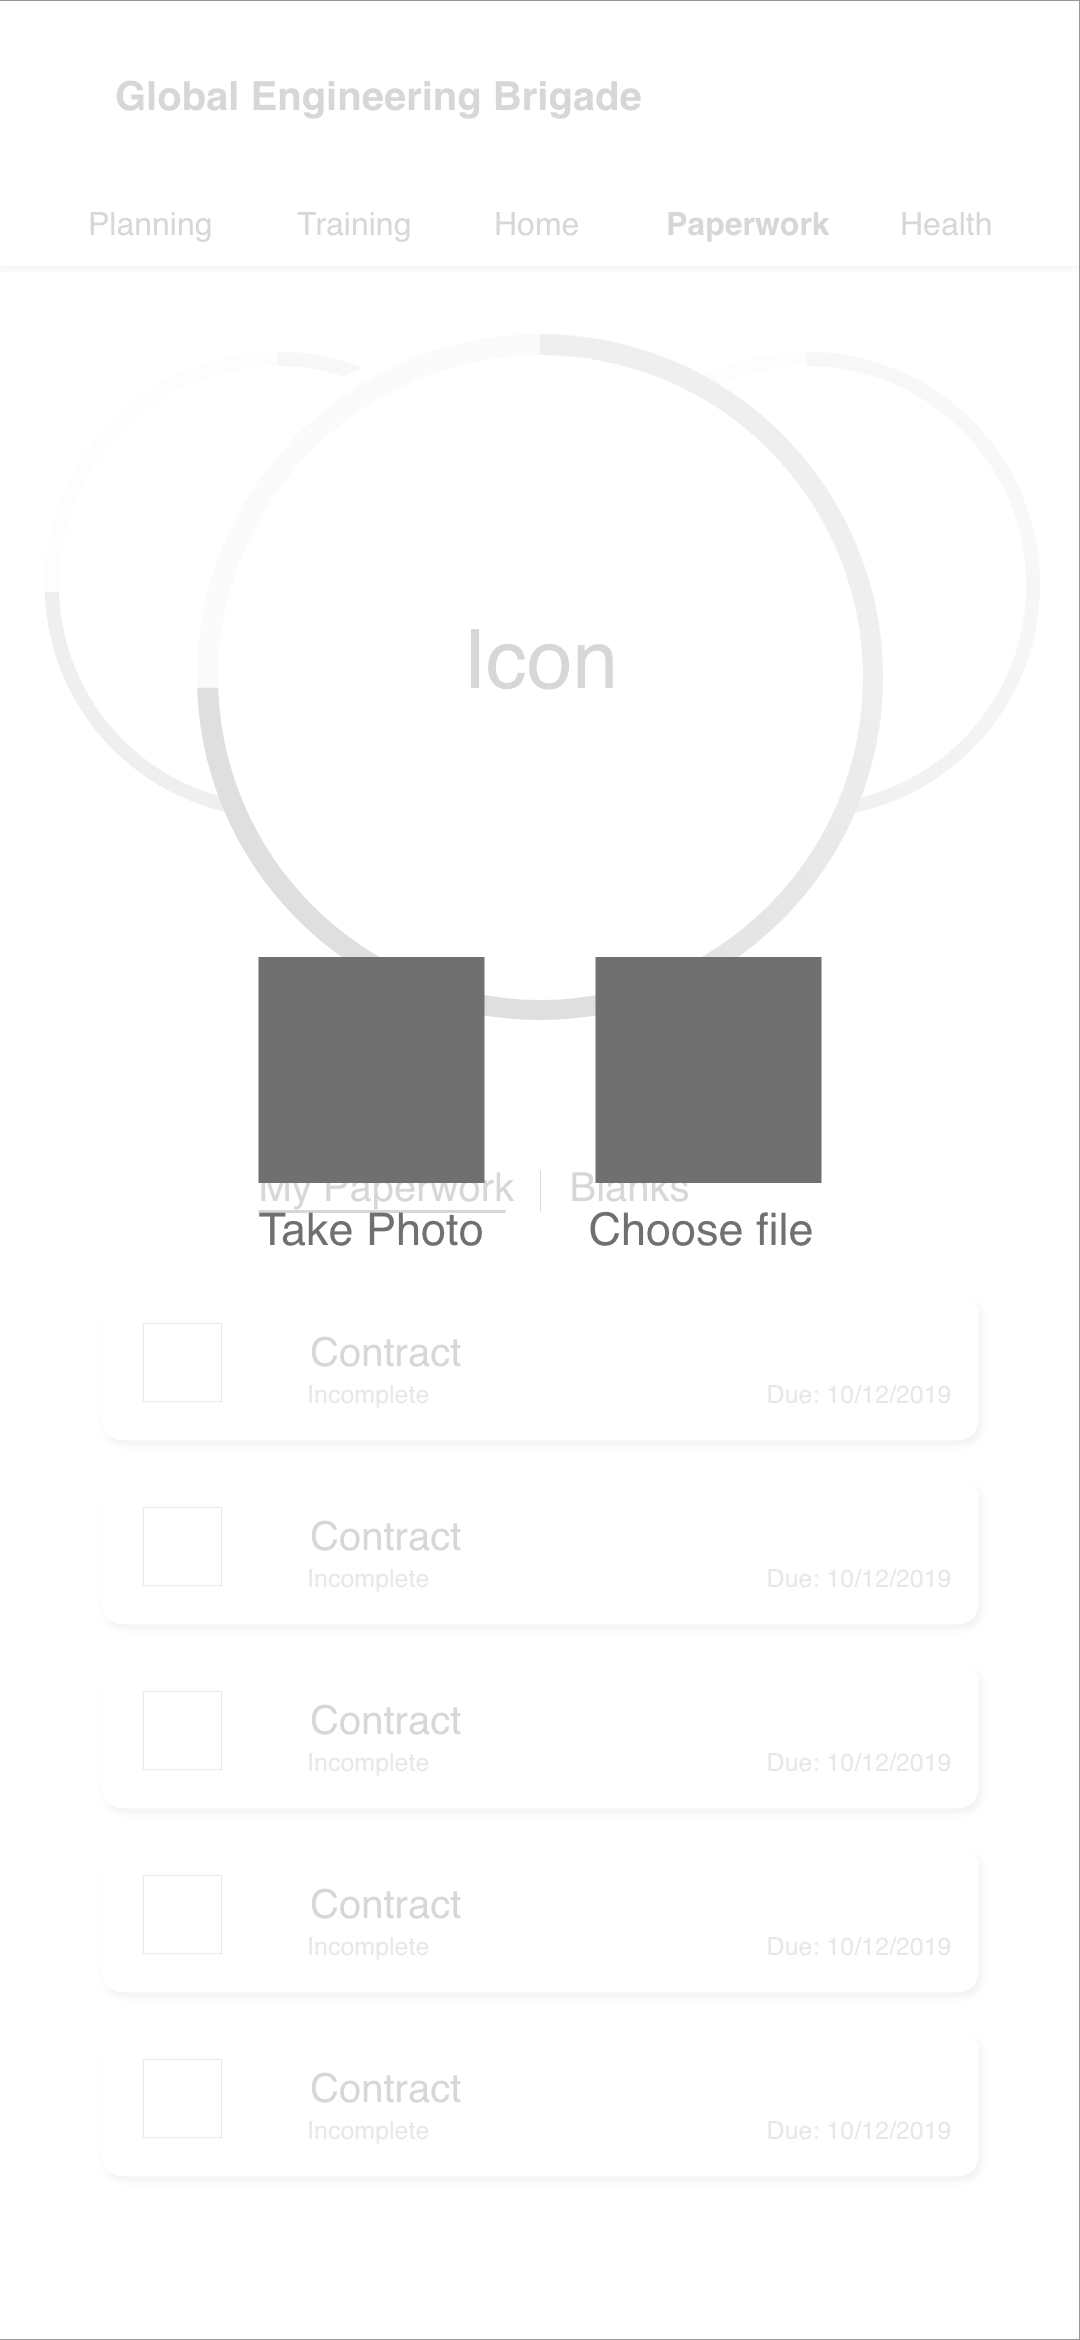 Global Engineering Brigade
Planning Training Home Paperwork Health
Icon
My Paperwork Blanks
Take Photo Choose file
Contract
Incomplete Due: 10/12/2019
Contract
Incomplete Due: 10/12/2019
Contract
Incomplete Due: 10/12/2019
Contract
Incomplete Due: 10/12/2019
Contract
Incomplete Due: 10/12/2019